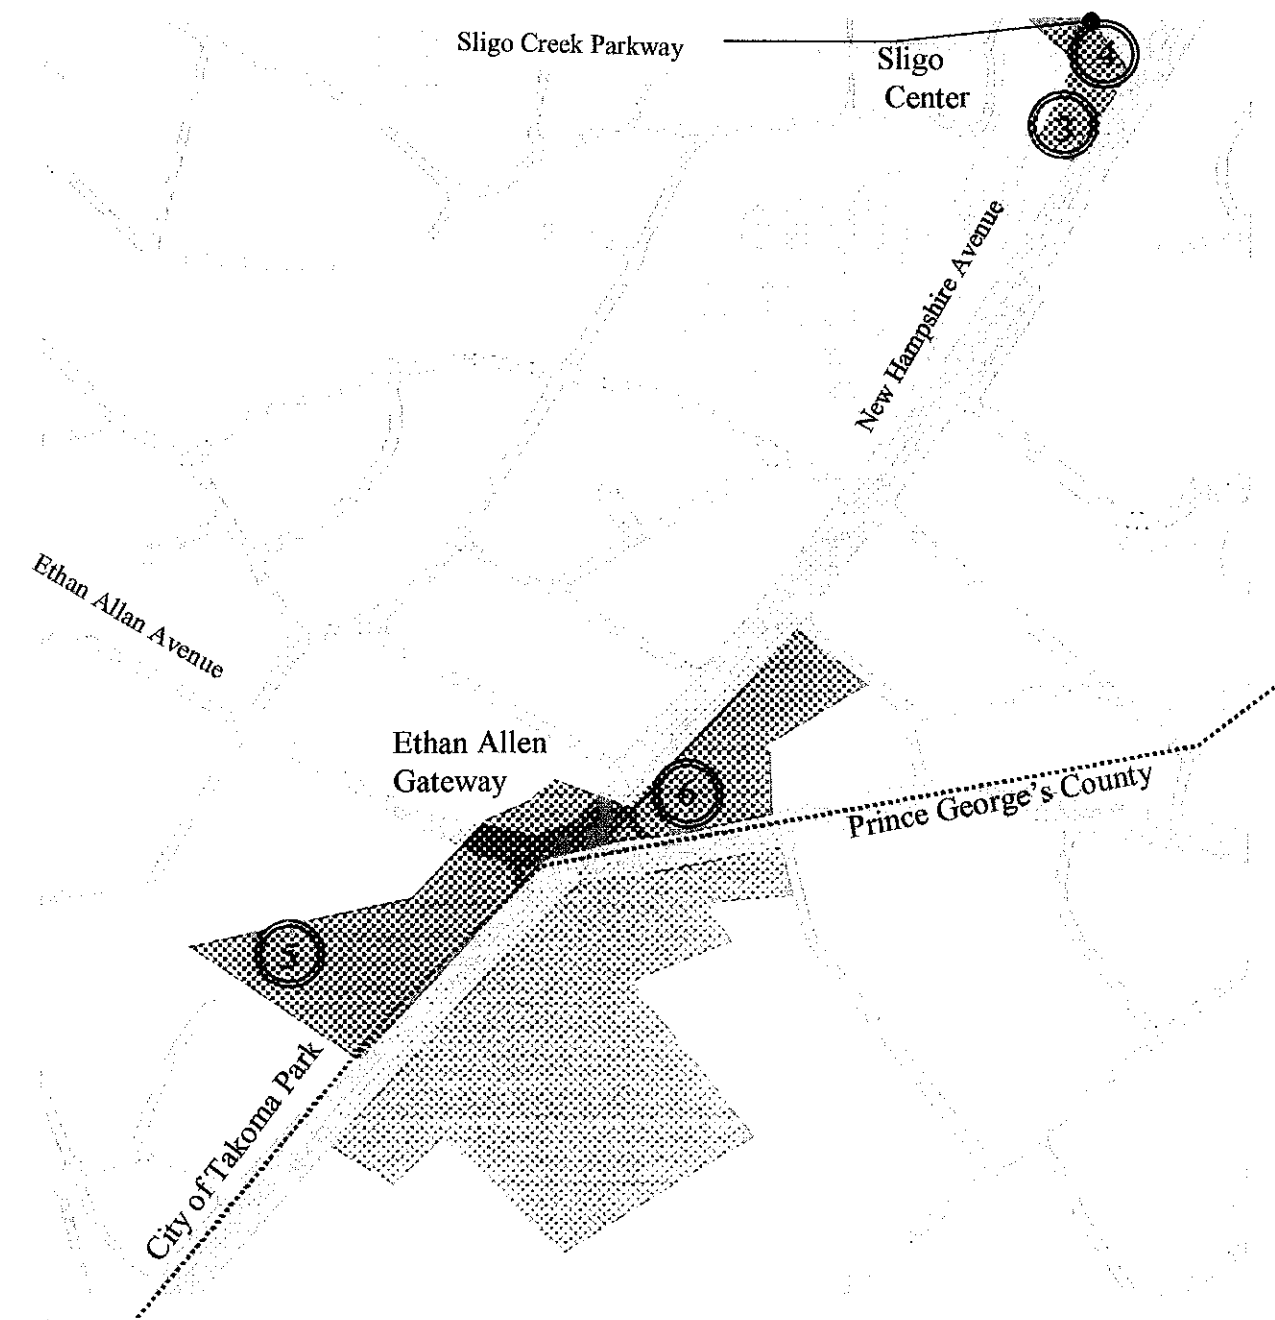 Sligo Creek Parkway
Sligo
Center
4
3
New Hampshire Avenue
Ethan Allan Avenue
Ethan Allen
Gateway
6
Prince George's County
5
City of Takoma Park